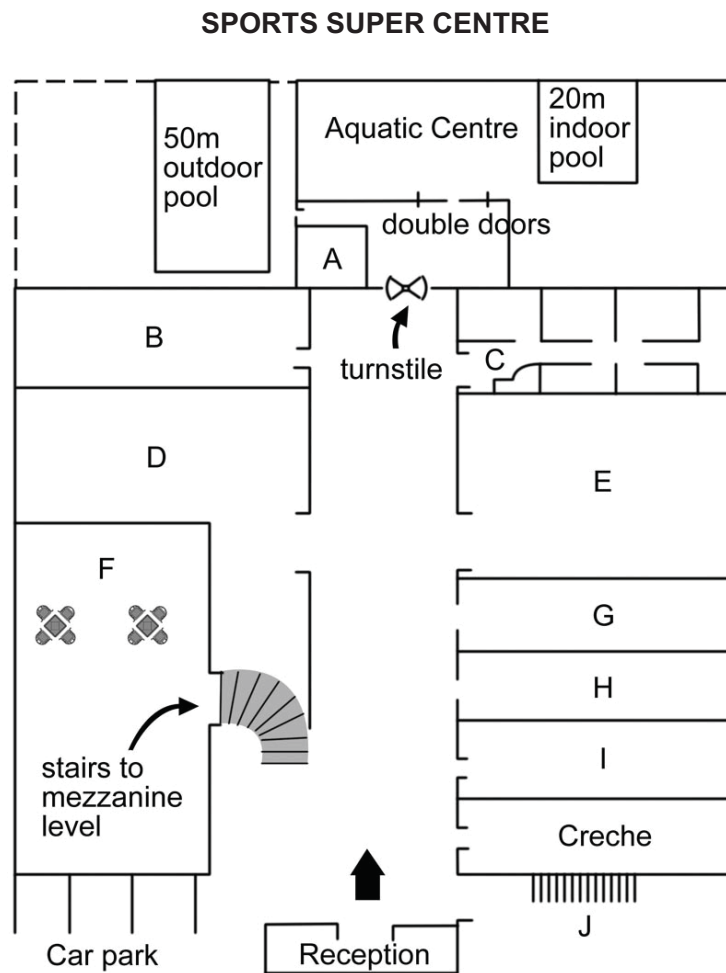 SPORTS SUPER CENTRE
50m
outdoor
pool
Aquatic Centre
20m
indoor
pool
double doors
A
B
turnstile
C
D
E
F
G
H
stairs to
mezzanine
level
I
Creche
J
Car park
Reception